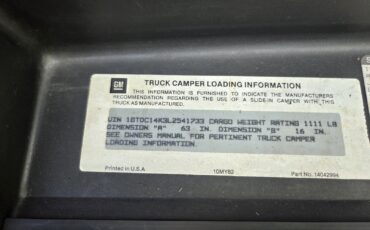 GM
TRUCK CAMPER LOADING INFORMATION
THIS INFORMATION IS FURNISHED TO INDICATE THE MANUFACTURERS
RECOMMENDATION REGARDING THE USE OF A SLIDE-IN CAMPER WITH THIS
TRUCK AS MANUFACTURED.
VIN 1GTDC14K3LZ541733 CARGO WEIGHT RATING 1111 LB
DIMENSION "A" 63 IN. DIMENSION "B" 16 IN.
SEE OWNERS MANUAL FOR PERTINENT TRUCK CAMPER
LOADING INFORMATION
Printed in U.S.A. 10MY82 Part No. 14042994